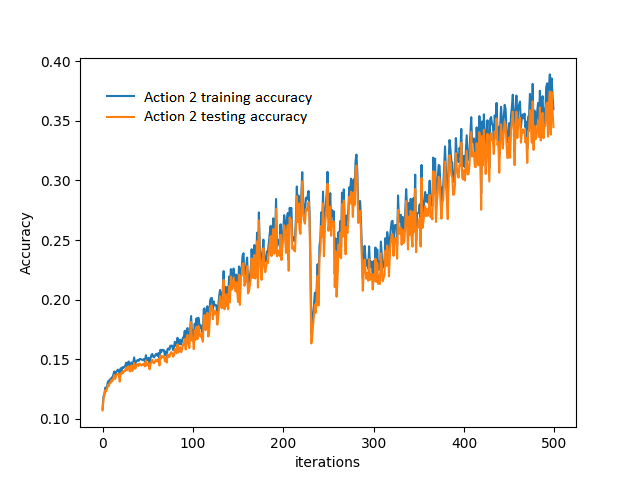 0.40
0.35
0.30
0.25
0.20
0.15
0.10
Accuracy
Action 2 training accuracy
Action 2 testing accuracy
0 100 200 300 400 500
iterations